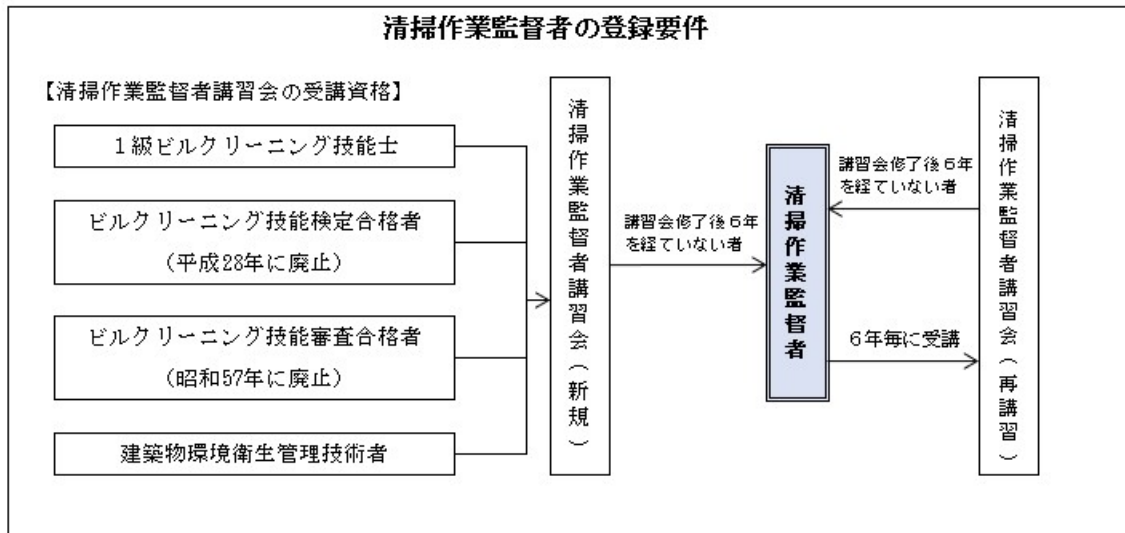 清掃作業監督者の登録要件
【清掃作業監督者講習会の受講資格】
１級ビルクリーニング技能士
ビルクリーニング技能検定合格者
（平成28年に廃止）
ビルクリーニング技能審査合格者
（昭和57年に廃止）
建築物環境衛生管理技術者
清掃作業監督者講習会（新規）
講習会修了後６年
を経ていない者
清掃作業監督者
講習会修了後６年
を経ていない者
６年毎に受講
清掃作業監督者講習会（再講習）